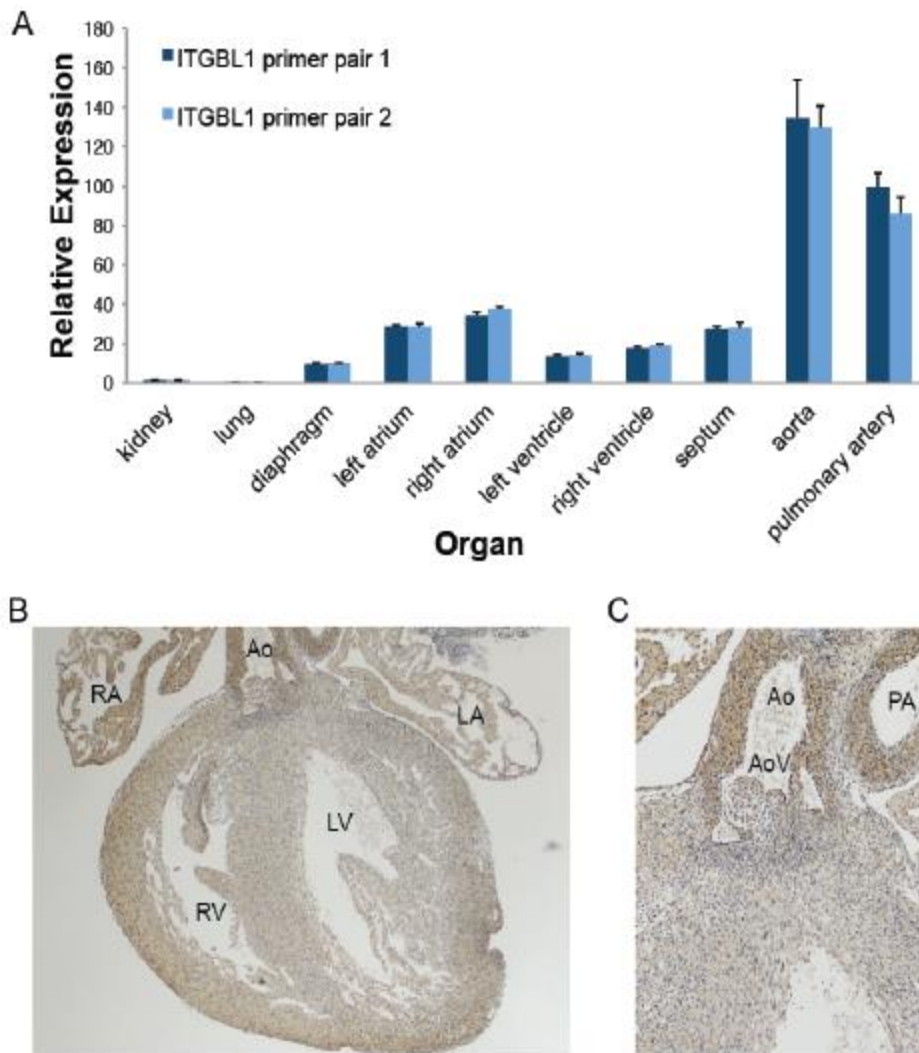 A
180
160
140
120
100
80
60
40
20
0
Relative Expression
ITGBL1 primer pair 1
ITGBL1 primer pair 2
kidney
lung
diaphragm
left atrium
right atrium
left ventricle
right ventricle
septum
aorta
pulmonary artery
Organ
B
Ao
RA
LA
LV
RV
C
Ao
PA
AoV